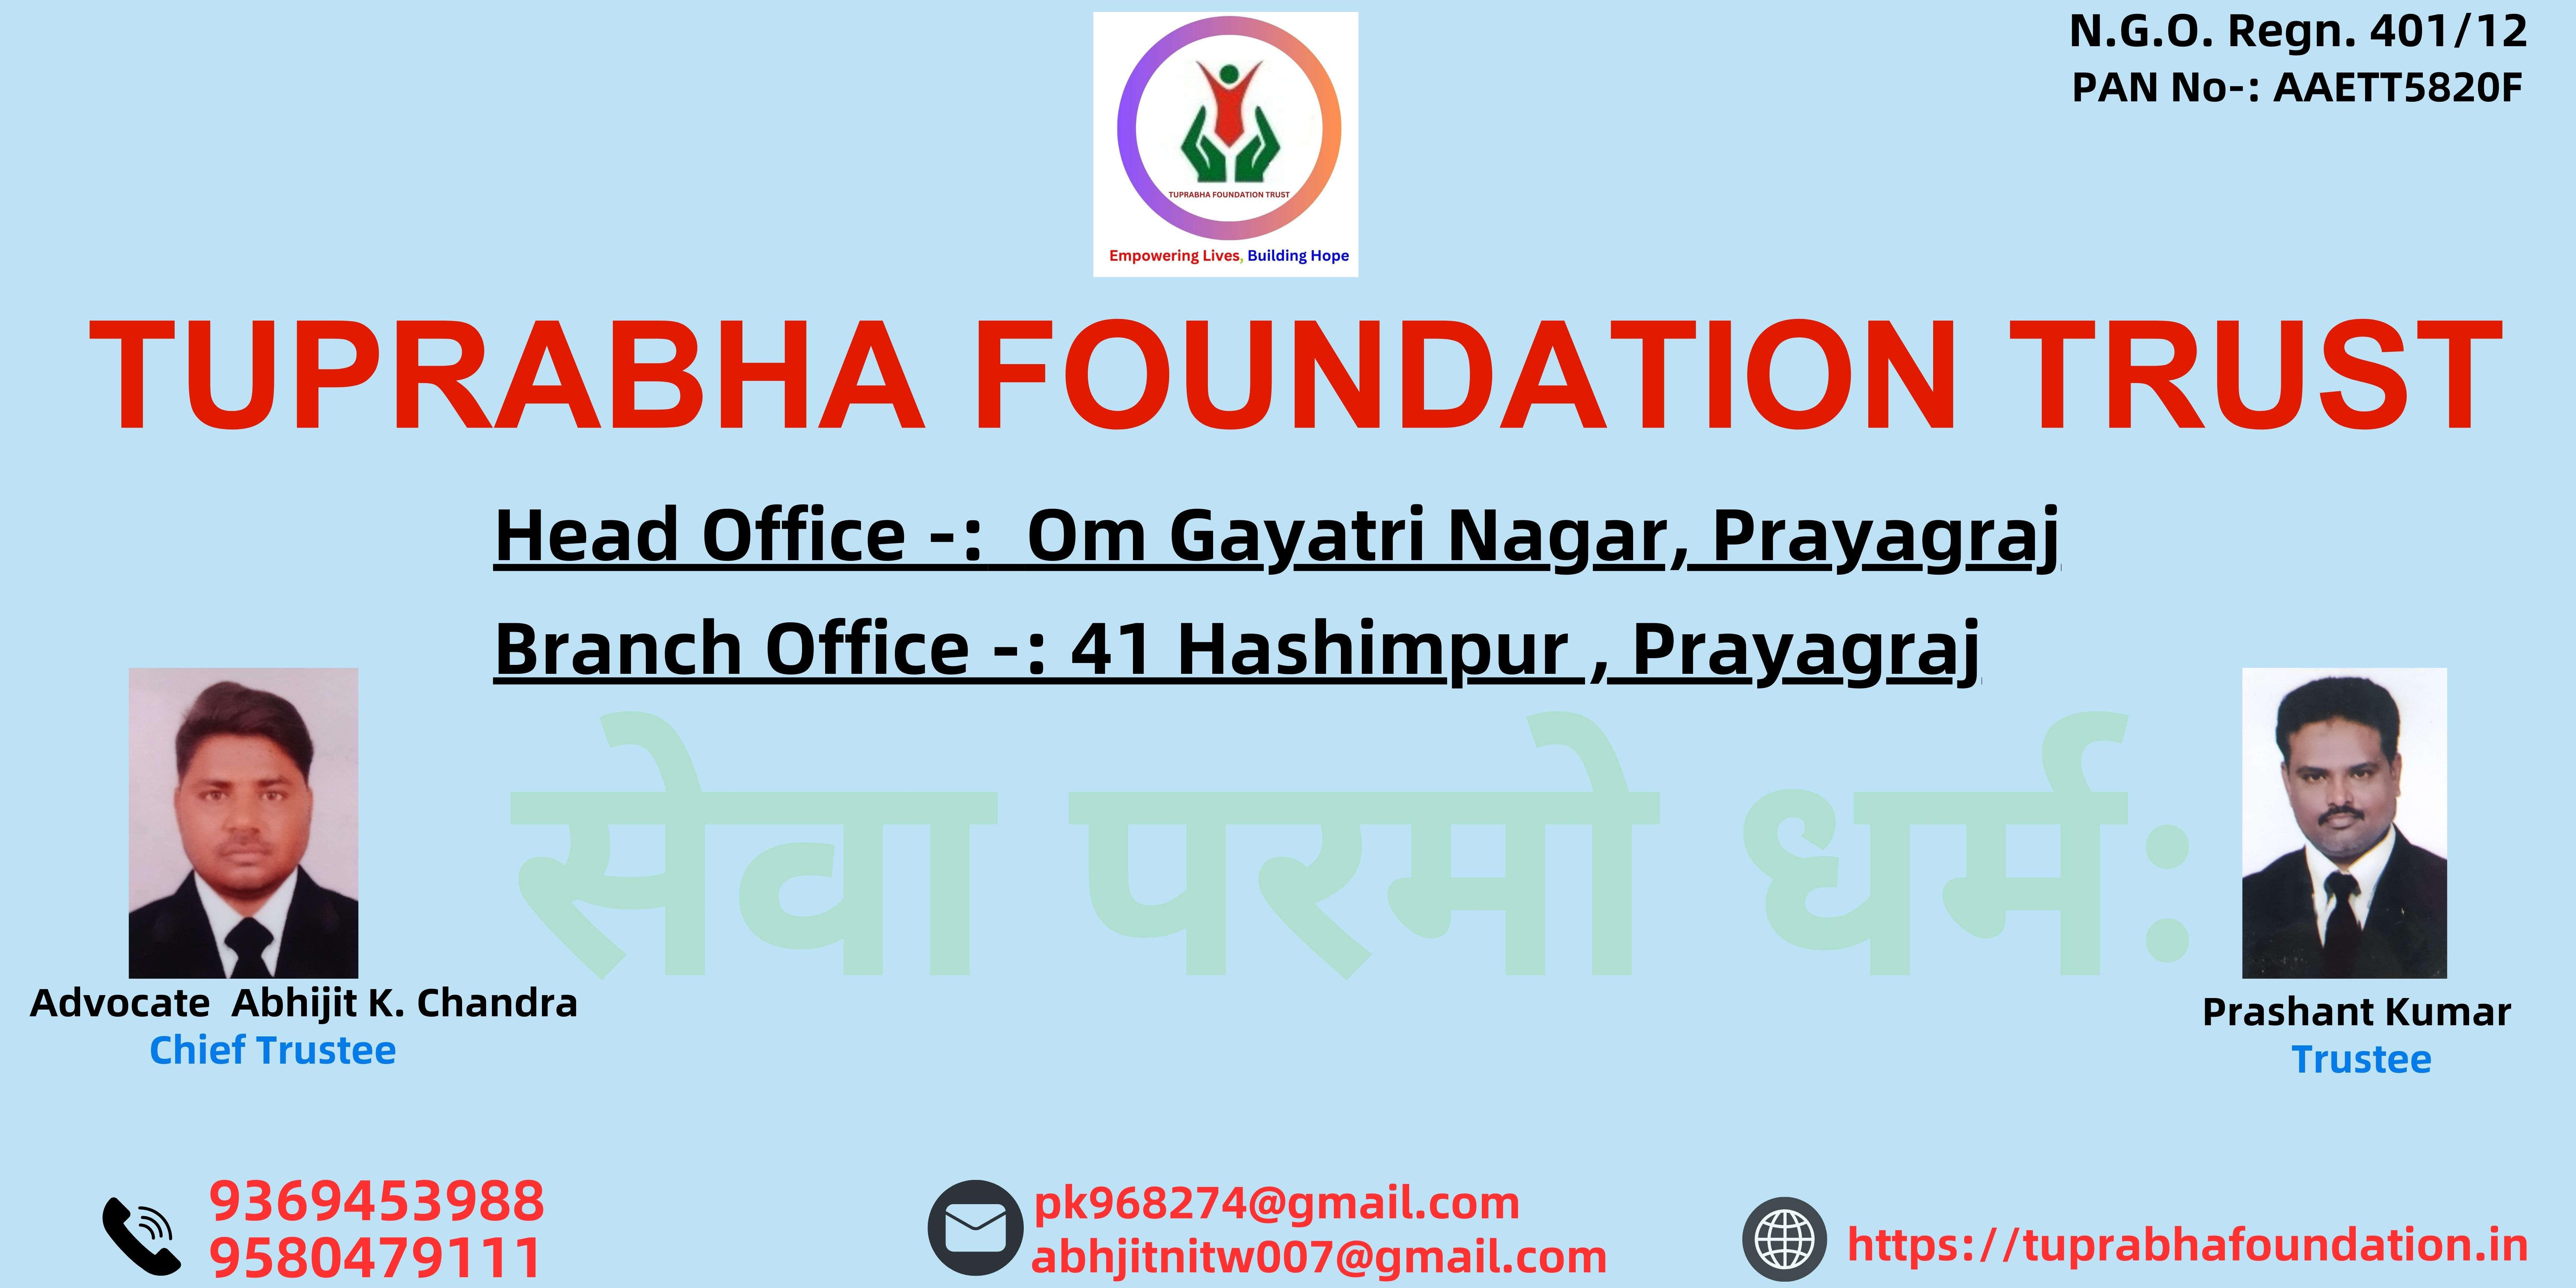 N.G.O. Regn. 401/12
PAN No-: AAETT5820F
TUPRABHA FOUNDATION TRUST
Empowering Lives, Building Hope
TUPRABHA FOUNDATION TRUST
Head Office -: Om Gayatri Nagar, Prayagraj
Branch Office -: 41 Hashimpur , Prayagraj
सेवा परमो धर्म:
Advocate Abhijit K. Chandra
Chief Trustee
Prashant Kumar
Trustee
9369453988
9580479111
pk968274@gmail.com
abhjitnitw007@gmail.com
https://tuprabhafoundation.in